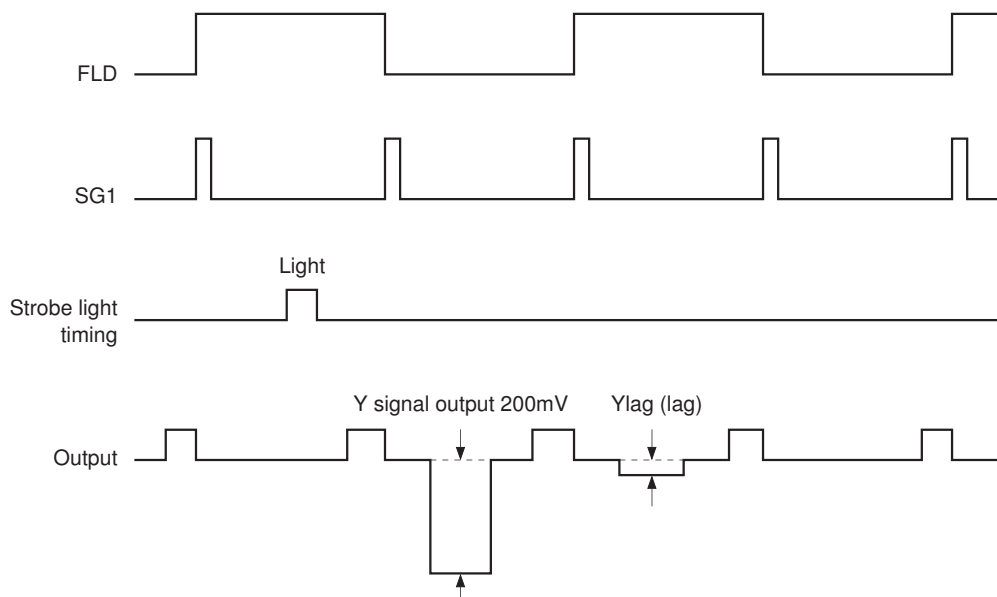 FLD
SG1
Light
Strobe light
timing
Y signal output 200mV
Ylag (lag)
Output